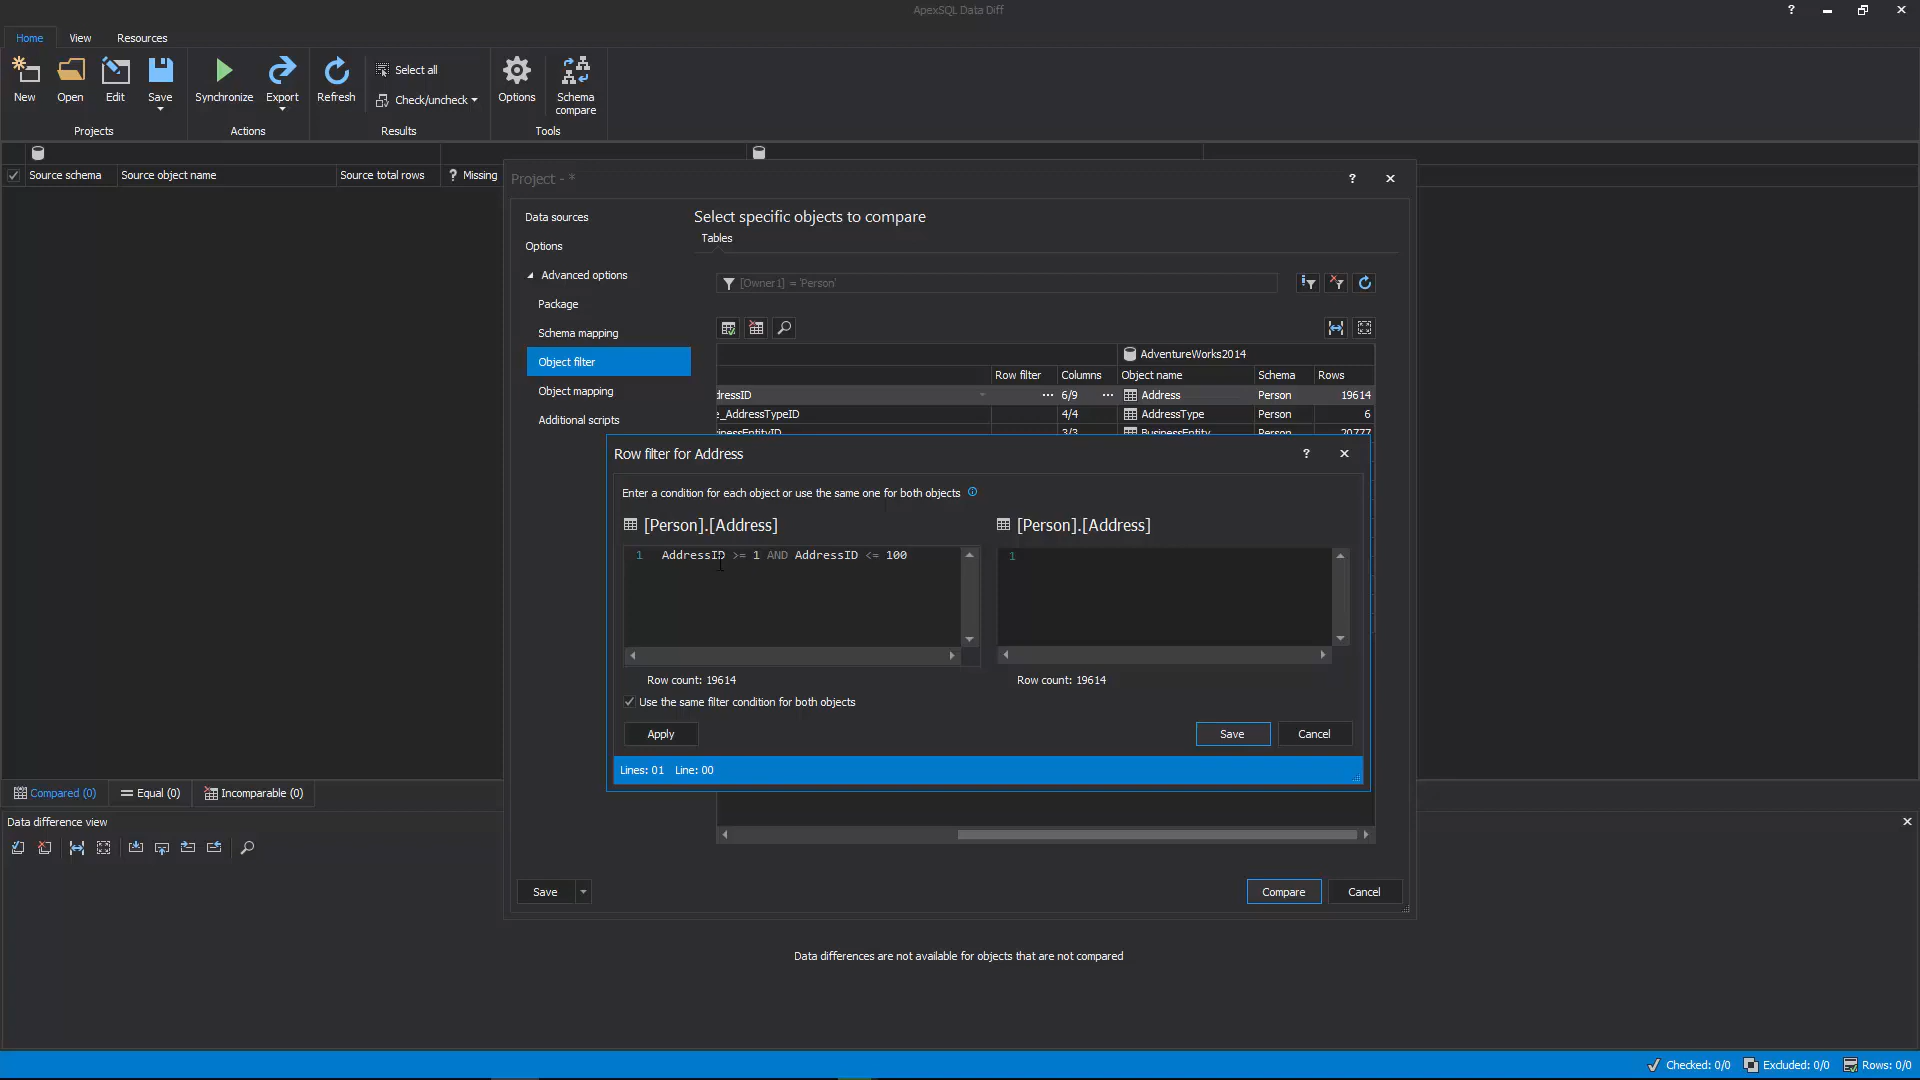 ApexSQL Data Diff
Home View Resources
New Open Edit Save Synchronize Export Refresh Select all Check/uncheck Options Schema compare
Projects Actions Results Tools
Source schema Source object name Source total rows ? Missing
Project - *
Data sources
Options
Advanced options
Package
Schema mapping
Object filter
Object mapping
Additional scripts
Select specific objects to compare
Tables
[Owner1] = 'Person'
AdventureWorks2014
Row filter Columns Object name Schema Rows
dressID ... 6/9 ... Address Person 19614
e_AddressTypeID 4/4 AddressType Person 6
sinessEntityID 3/3 BusinessEntity Person 20777
Row filter for Address
Enter a condition for each object or use the same one for both objects
[Person].[Address] [Person].[Address]
1 AddressID >= 1 AND AddressID <= 100
1
Row count: 19614 Row count: 19614
Use the same filter condition for both objects
Apply Save Cancel
Lines: 01 Line: 00
Save Compare Cancel
Compared (0) Equal (0) Incomparable (0)
Data difference view
Data differences are not available for objects that are not compared
Checked: 0/0 Excluded: 0/0 Rows: 0/0